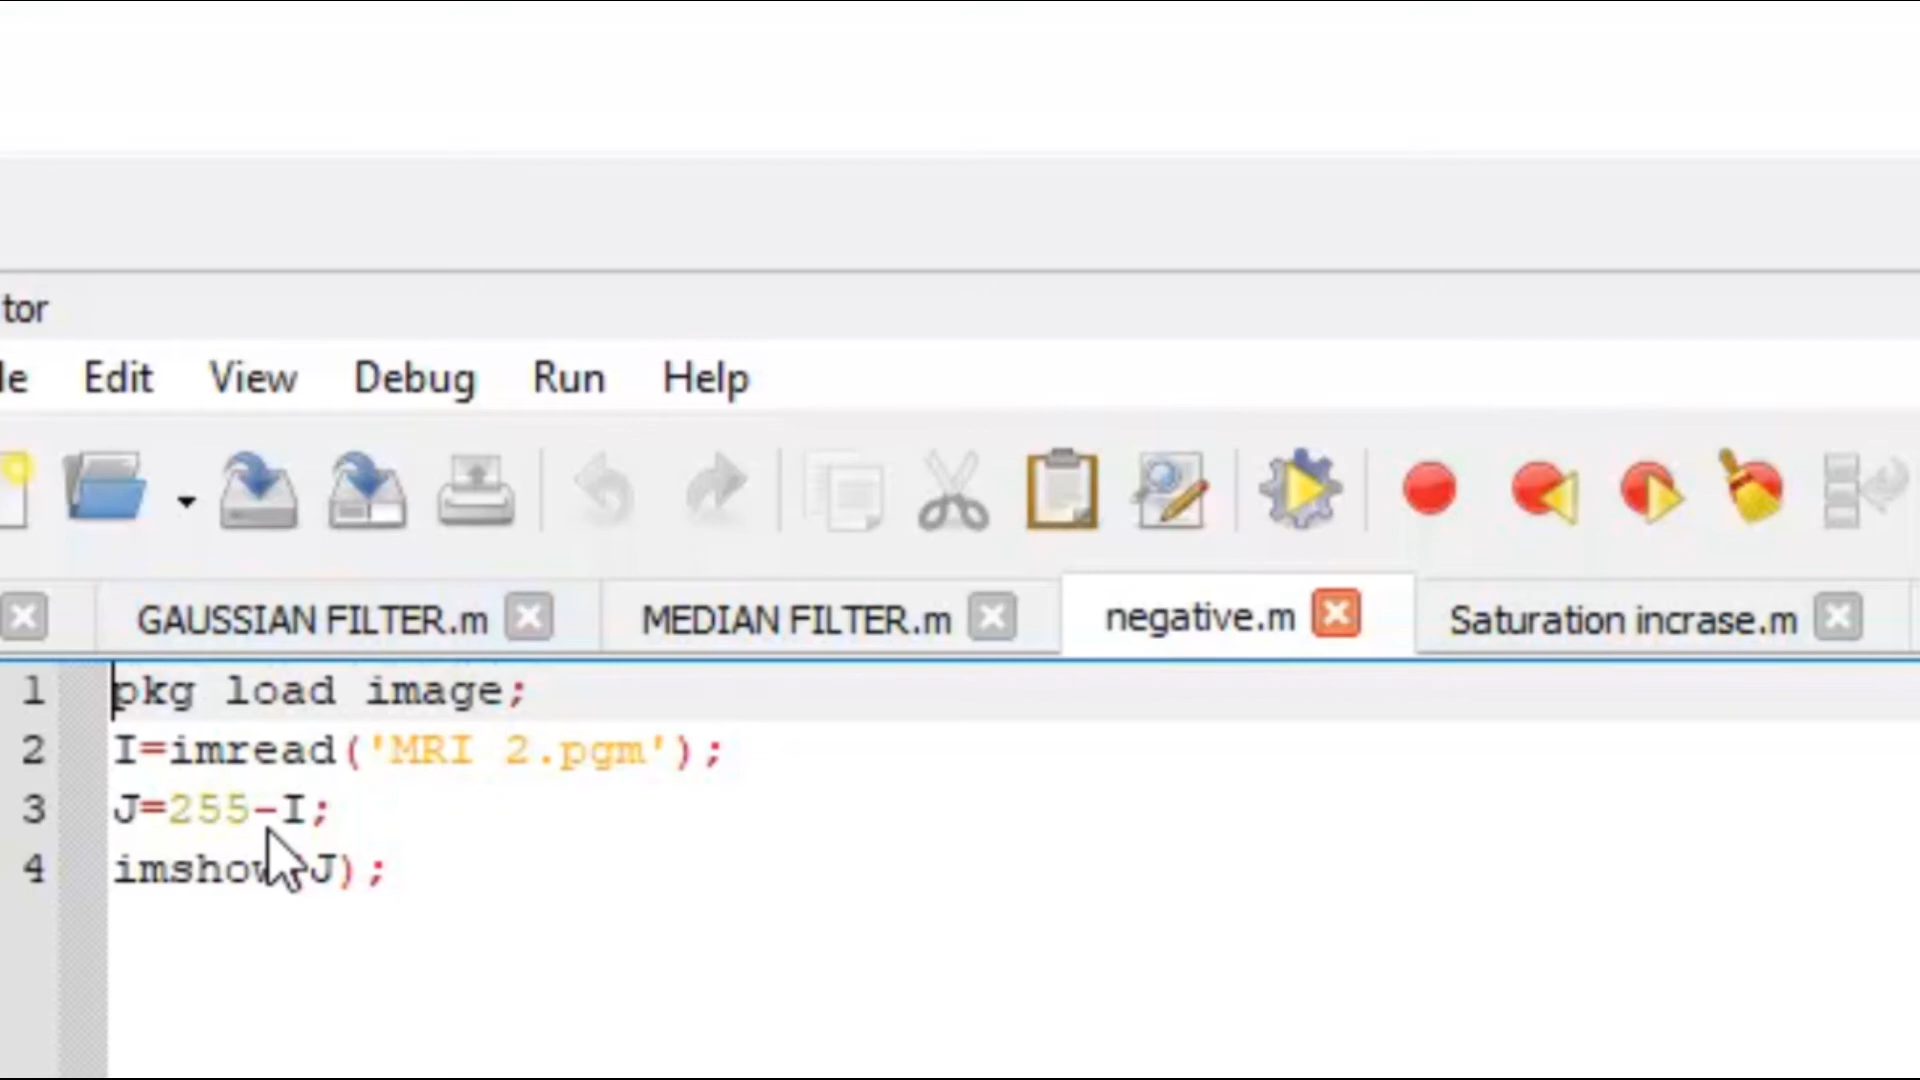 tor
le Edit View Debug Run Help
GAUSSIAN FILTER.m MEDIAN FILTER.m negative.m Saturation incrase.m
1 pkg load image;
2 I=imread('MRI 2.pgm');
3 J=255-I;
4 imshow(J);